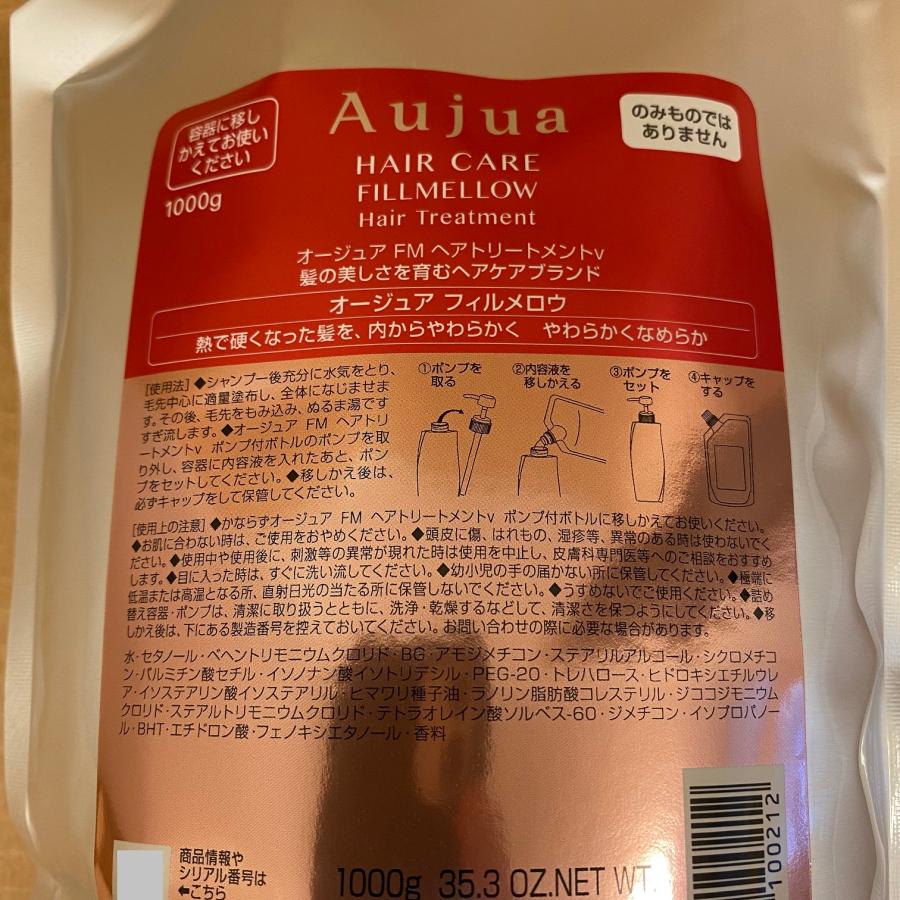 容器に移し
かえてお使い
ください
Aujua
のみものでは
ありません
1000g
HAIR CARE
FILLMELLOW
Hair Treatment
オージュア FM ヘアトリートメントv
髪の美しさを育むヘアケアブランド
オージュア フィルメロウ
熱で硬くなった髪を、内からやわらかく やわらかくなめらか
[使用法]◆シャンプー後充分に水気をとり、
毛先中心に適量塗布し、全体になじませま
す。その後、毛先をもみ込み、ぬるま湯です
すぎ流します。◆オージュア FM ヘアトリ
ートメントv ポンプ付ボトルのポンプを取
り外し、容器に内容液を入れたあと、ポン
プをセットしてください。◆移しかえ後は、
必ずキャップをして保管してください。
①ポンプを
取る
②内容液を
移しかえる
③ポンプを
セット
④キャップを
する
[使用上の注意]◆かならずオージュア FM ヘアトリートメントv ポンプ付ボトルに移しかえてお使いください。
◆お肌に合わない時は、ご使用をおやめください。◆頭皮に傷、はれもの、湿疹等、異常のある時は使わないでく
ださい。◆使用中や使用後に、刺激等の異常が現れた時は使用を中止し、皮膚科専門医等へのご相談をおすすめ
します。◆目に入った時は、すぐに洗い流してください。◆幼小児の手の届かない所に保管してください。◆極端に
低温または高温となる所、直射日光の当たる所に保管しないでください。◆うすめないでご使用ください。◆詰め
替え容器・ポンプは、清潔に取り扱うとともに、洗浄・乾燥するなどして、清潔さを保つようにしてください。◆移
しかえ後は、下にある製造番号を控えておいてください。お問い合わせの際に必要な場合があります。
水・セタノール・ベヘントリモニウムクロリド・BG・アモジメチコン・ステアリルアルコール・シクロメチコ
ン・パルミチン酸セチル・イソノナン酸イソトリデシル・PEG-20・トレハロース・ヒドロキシエチルウレ
ア・イソステアリン酸イソステアリル・ヒマワリ種子油・ラノリン脂肪酸コレステリル・ジココジモニウム
クロリド・ステアルトリモニウムクロリド・テトラオレイン酸ソルベス-60・ジメチコン・イソプロパノー
ル・BHT・エチドロン酸・フェノキシエタノール・香料
商品情報や
シリアル番号は
←こちら
1000g 35.3 OZ.NET WT.
100212